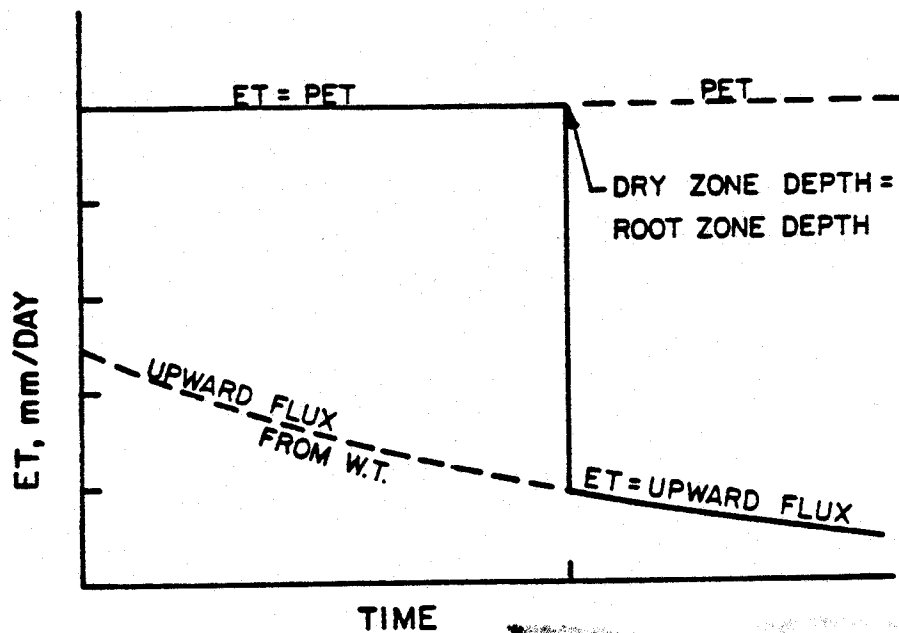 ET = PET
PET
DRY ZONE DEPTH =
ROOT ZONE DEPTH
ET, mm/DAY
UPWARD FLUX
FROM W.T.
ET = UPWARD FLUX
TIME